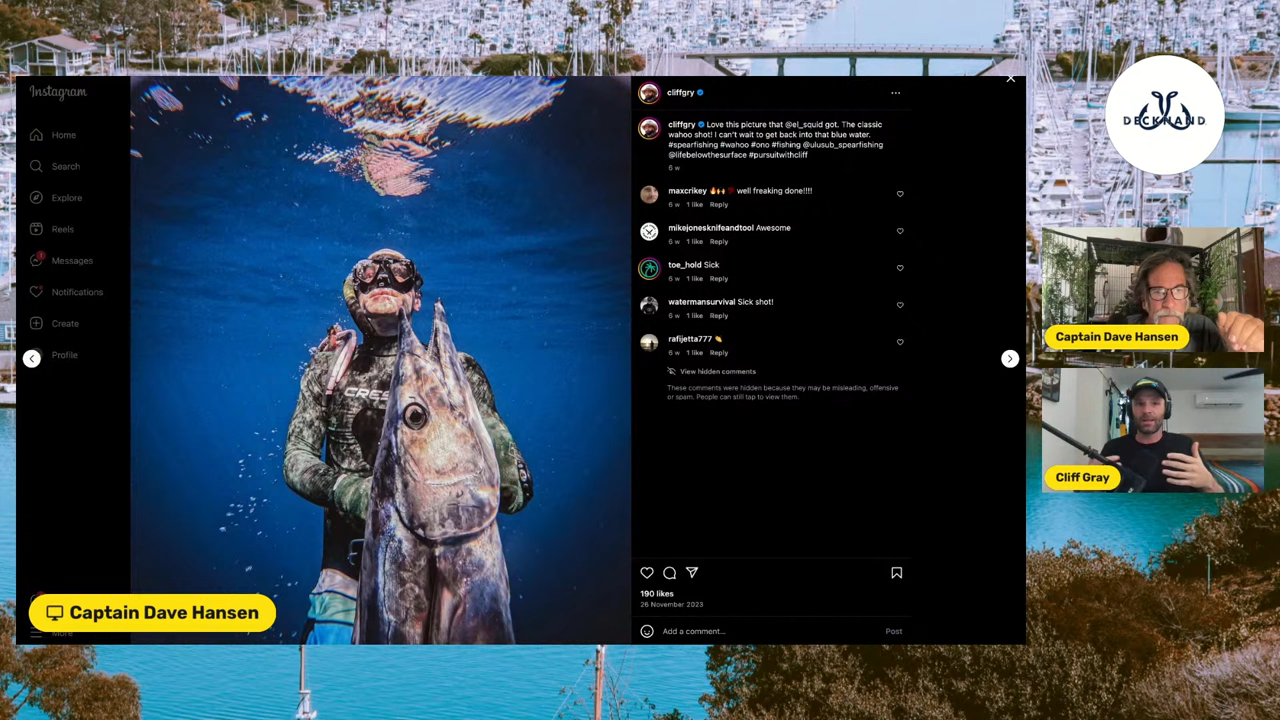 Instagram
Home
Search
Explore
Reels
Messages
Notifications
Create
Profile
More
CRES
cliffgry
cliffgry Love this picture that @el_squid got. The classic
wahoo shot! I can't wait to get back into that blue water.
#spearfishing #wahoo #ono #fishing @ulusub_spearfishing
@lifebelowthesurface #pursuitwithcliff
6 w
maxcrikey 🔥🙌💯 well freaking done!!!!
6 w 1 like Reply
mikejonesknifeandtool Awesome
6 w 1 like Reply
toe_hold Sick
6 w 1 like Reply
watermansurvival Sick shot!
6 w 1 like Reply
rafijetta777 👏
6 w 1 like Reply
View hidden comments
These comments were hidden because they may be misleading, offensive
or spam. People can still tap to view them.
190 likes
26 November 2023
Add a comment...
Post
Captain Dave Hansen
DECKHAND
Captain Dave Hansen
Cliff Gray